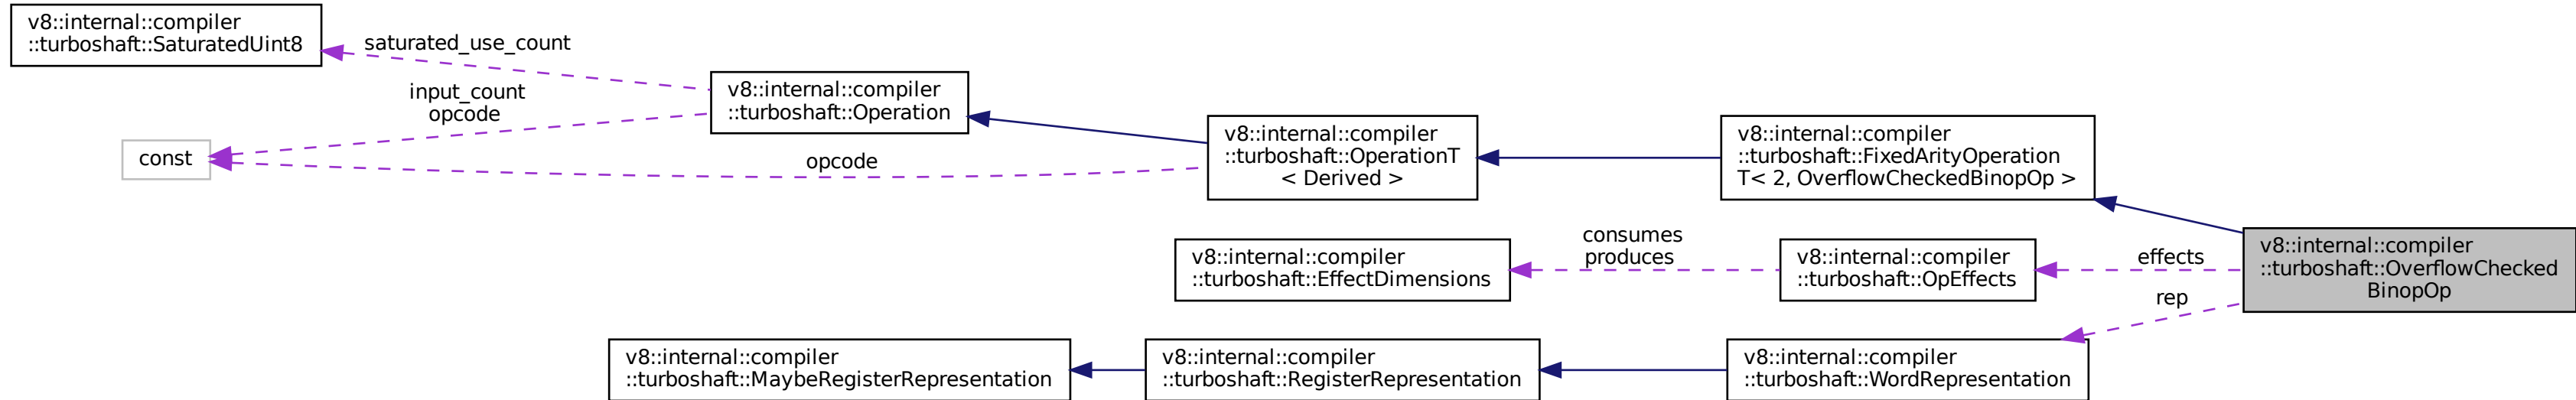 v8::internal::compiler
::turboshaft::SaturatedUint8
saturated_use_count
input_count
opcode
const
v8::internal::compiler
::turboshaft::Operation
opcode
v8::internal::compiler
::turboshaft::OperationT
< Derived >
v8::internal::compiler
::turboshaft::FixedArityOperation
T< 2, OverflowCheckedBinopOp >
v8::internal::compiler
::turboshaft::EffectDimensions
consumes
produces
v8::internal::compiler
::turboshaft::OpEffects
effects
rep
v8::internal::compiler
::turboshaft::OverflowChecked
BinopOp
v8::internal::compiler
::turboshaft::MaybeRegisterRepresentation
v8::internal::compiler
::turboshaft::RegisterRepresentation
v8::internal::compiler
::turboshaft::WordRepresentation